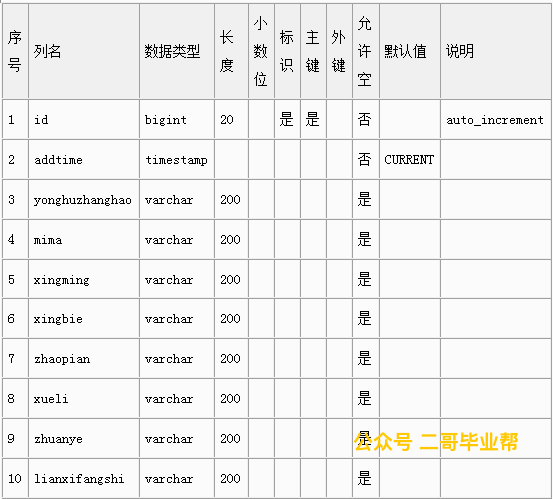 序号 列名 数据类型 长度 小数位 标识 主键 外键 允许空 默认值 说明
1 id bigint 20 是 是 否 auto_increment
2 addtime timestamp 否 CURRENT
3 yonghuzhanghao varchar 200 是
4 mima varchar 200 是
5 xingming varchar 200 是
6 xingbie varchar 200 是
7 zhaopian varchar 200 是
8 xueli varchar 200 是
9 zhuanye varchar 200 是
公众号 二哥毕业帮
10 lianxifangshi varchar 200 是